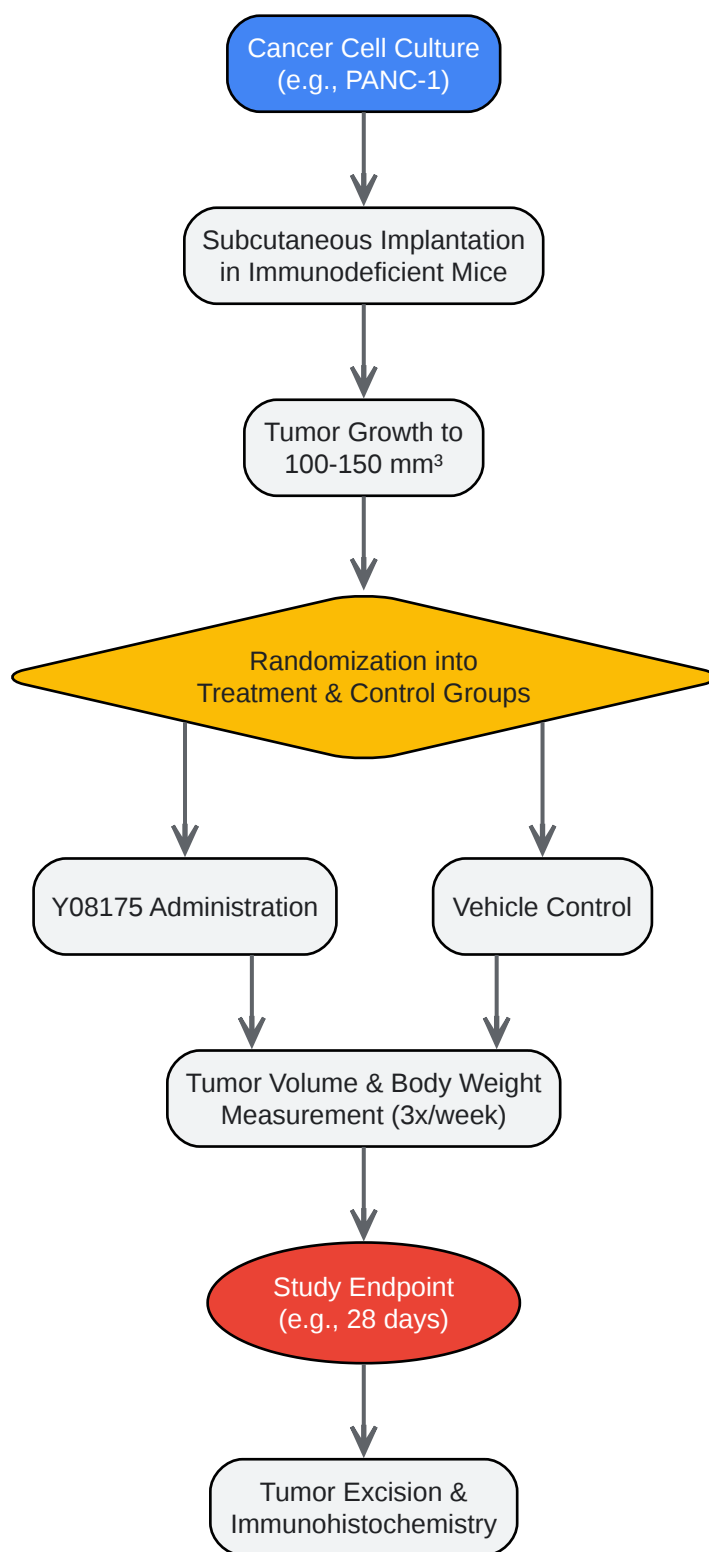 Cancer Cell Culture
(e.g., PANC-1)
Subcutaneous Implantation
in Immunodeficient Mice
Tumor Growth to
100-150 mm³
Randomization into
Treatment & Control Groups
Y08175 Administration
Vehicle Control
Tumor Volume & Body Weight
Measurement (3x/week)
Study Endpoint
(e.g., 28 days)
Tumor Excision &
Immunohistochemistry